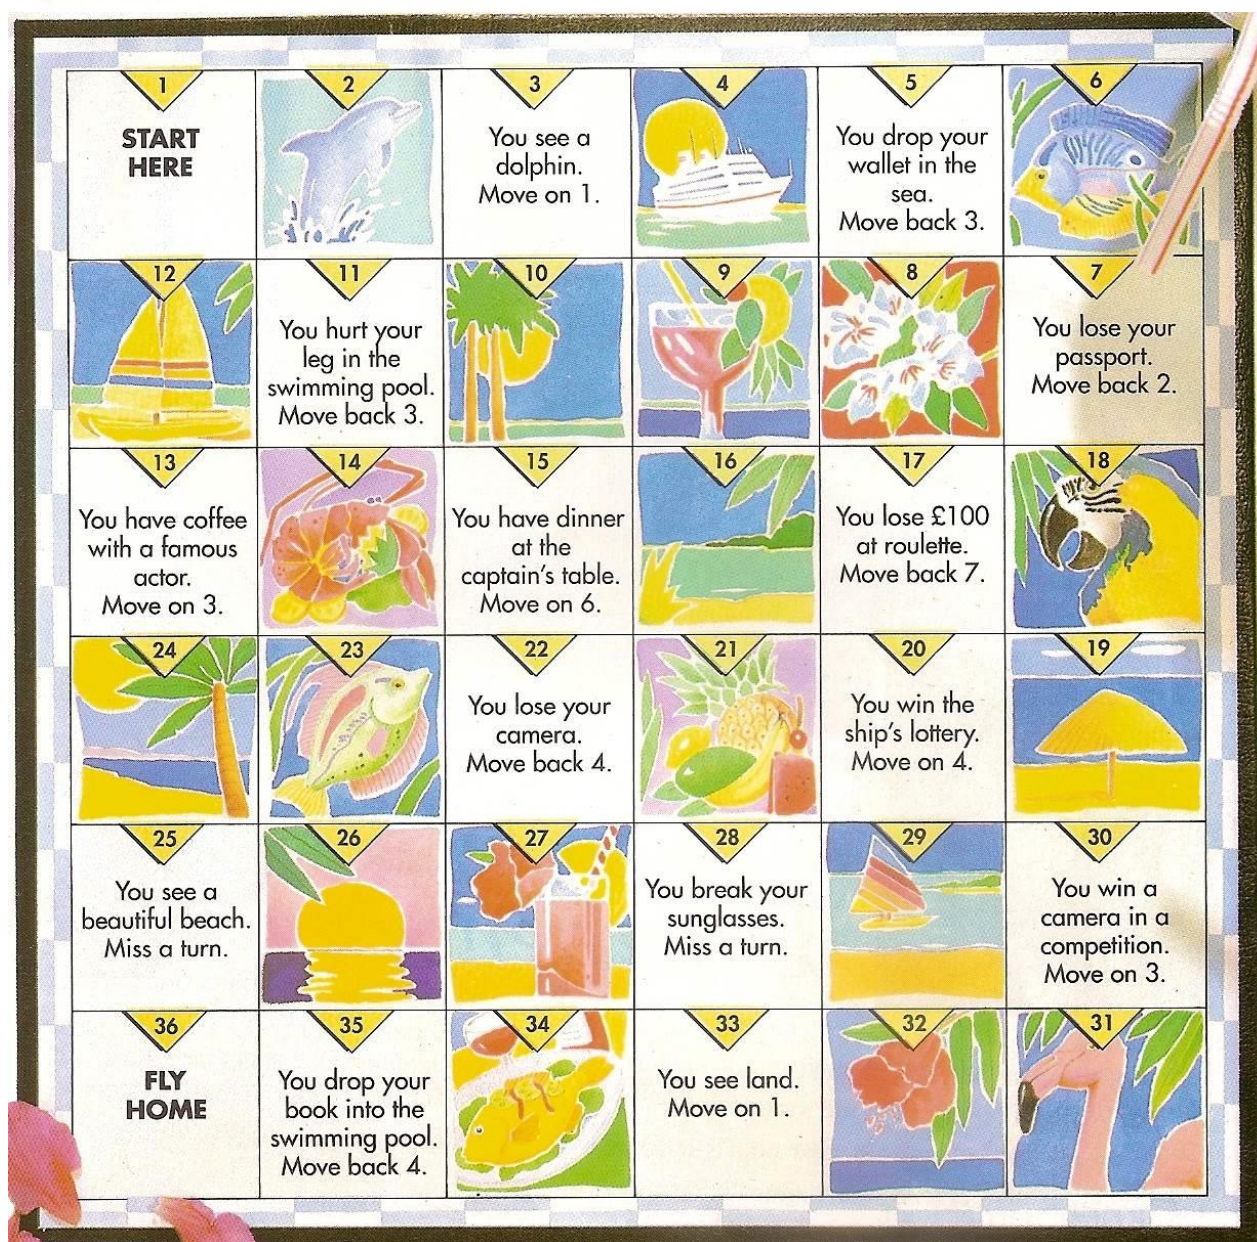 1
START
HERE
2
3
You see a
dolphin.
Move on 1.
4
5
You drop your
wallet in the
sea.
Move back 3.
6
12
11
You hurt your
leg in the
swimming pool.
Move back 3.
10
9
8
7
You lose your
passport.
Move back 2.
13
You have coffee
with a famous
actor.
Move on 3.
14
15
You have dinner
at the
captain's table.
Move on 6.
16
17
You lose £100
at roulette.
Move back 7.
18
24
23
22
You lose your
camera.
Move back 4.
21
20
You win the
ship's lottery.
Move on 4.
19
25
You see a
beautiful beach.
Miss a turn.
26
27
28
You break your
sunglasses.
Miss a turn.
29
30
You win a
camera in a
competition.
Move on 3.
36
FLY
HOME
35
You drop your
book into the
swimming pool.
Move back 4.
34
33
You see land.
Move on 1.
32
31